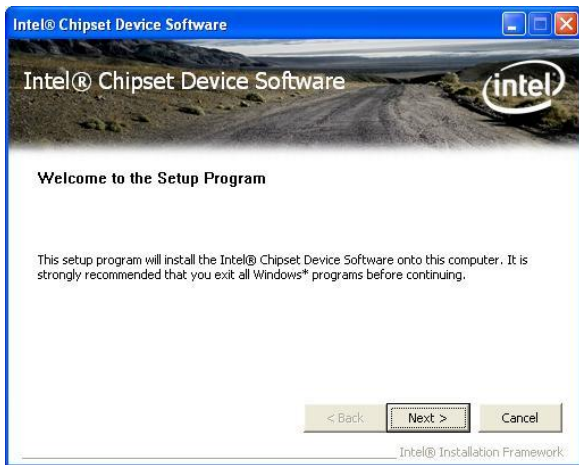 Intel® Chipset Device Software
Intel® Chipset Device Software
intel
Welcome to the Setup Program
This setup program will install the Intel® Chipset Device Software onto this computer. It is
strongly recommended that you exit all Windows* programs before continuing.
< Back Next > Cancel
Intel® Installation Framework